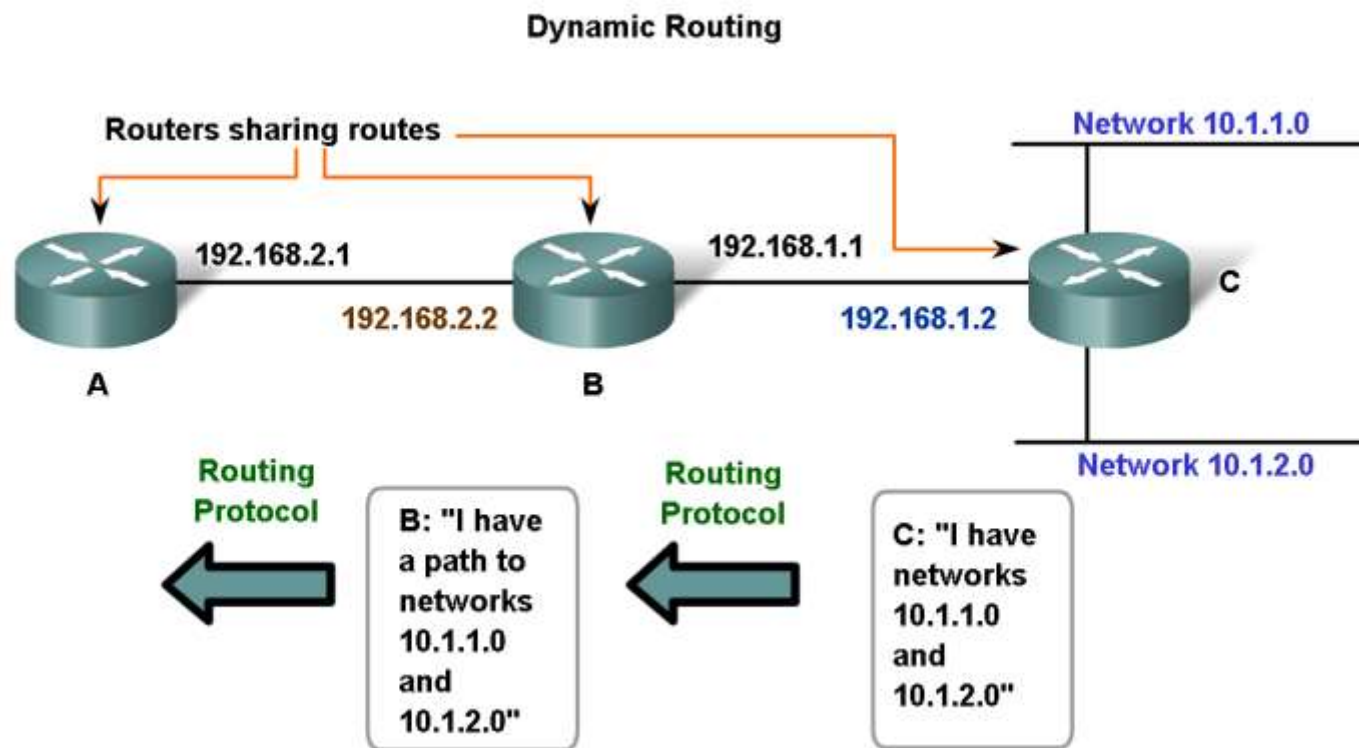 Dynamic Routing
Routers sharing routes
Network 10.1.1.0
192.168.2.1
192.168.1.1
C
192.168.2.2
192.168.1.2
A
B
Network 10.1.2.0
Routing
Protocol
B: "I have
a path to
networks
10.1.1.0
and
10.1.2.0"
Routing
Protocol
C: "I have
networks
10.1.1.0
and
10.1.2.0"